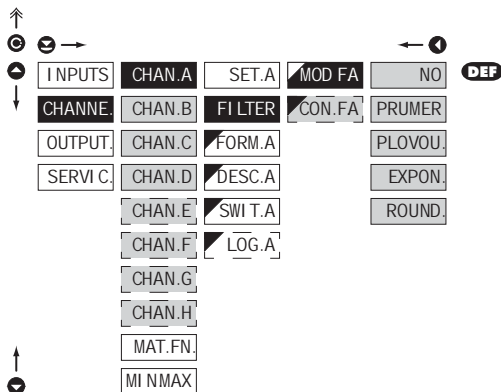 INPUTS CHAN.A SET.A MOD FA NO DEF
CHANNE. CHAN.B FILTER CON.FA PRUMER
OUTPUT. CHAN.C FORM.A PLOVOU.
SERVIC. CHAN.D DESC.A EXPON.
CHAN.E SWIT.A ROUND.
CHAN.F LOG.A
CHAN.G
CHAN.H
MAT.FN.
MINMAX